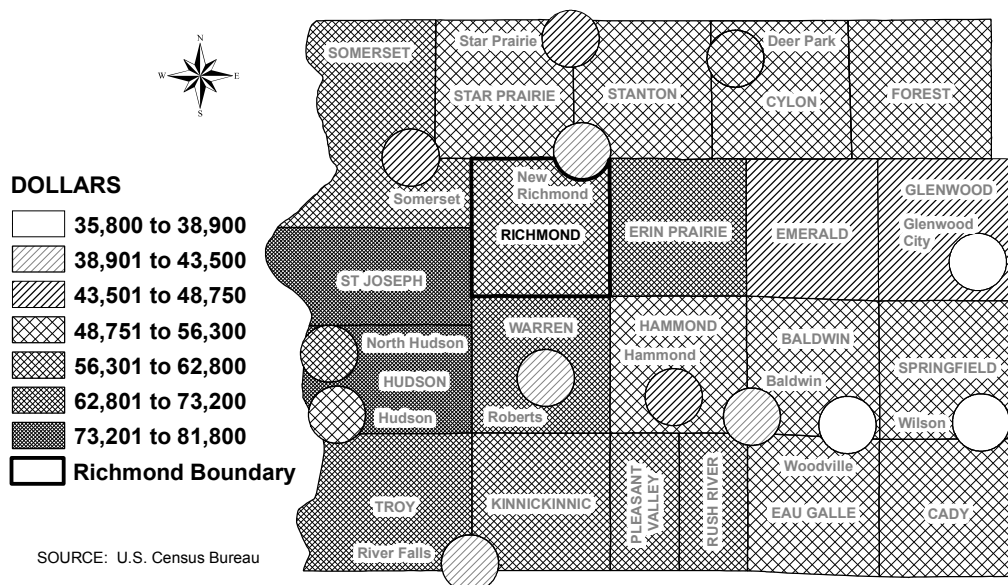 N
W E
S
DOLLARS
35,800 to 38,900
38,901 to 43,500
43,501 to 48,750
48,751 to 56,300
56,301 to 62,800
62,801 to 73,200
73,201 to 81,800
Richmond Boundary
SOURCE: U.S. Census Bureau
SOMERSET
Star Prairie
STAR PRAIRIE
STANTON
Deer Park
CYLON
FOREST
Somerset
New
Richmond
RICHMOND
ERIN PRAIRIE
EMERALD
GLENWOOD
Glenwood
City
ST JOSEPH
North Hudson
HUDSON
Hudson
WARREN
Roberts
HAMMOND
Hammond
BALDWIN
Baldwin
SPRINGFIELD
Wilson
Woodville
TROY
River Falls
KINNICKINNIC
PLEASANT
VALLEY
RUSH RIVER
EAU GALLE
CADY